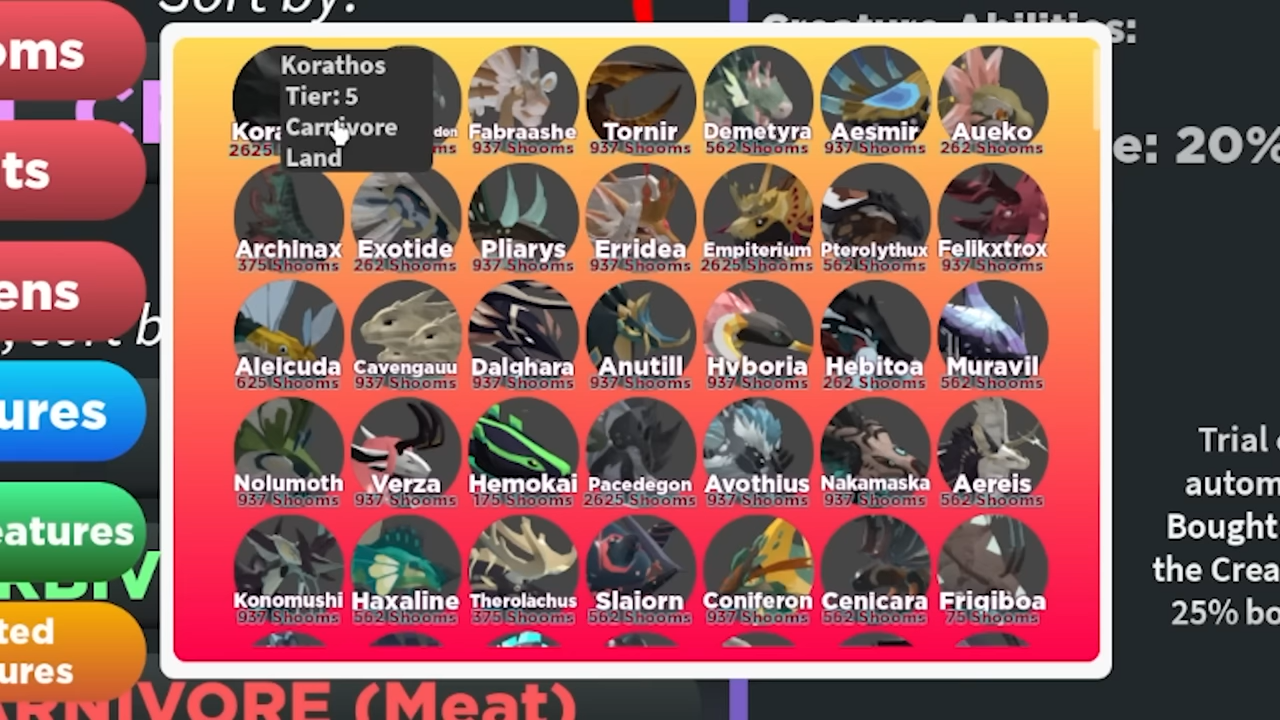 Sort by:
Creature Abilities:
oms
Korathos
Tier: 5
Carnivore
Land
Kora
2625
don
ms
Fabraashe
937 Shooms
Tornir
937 Shooms
Demetyra
562 Shooms
Aesmir
937 Shooms
Aueko
262 Shooms
e: 20%
ts
Archinax
375 Shooms
Exotide
262 Shooms
Pliarys
937 Shooms
Erridea
937 Shooms
Empiterium
2625 Shooms
Pterolythux
562 Shooms
Felikxtrox
937 Shooms
ens
Aleicuda
625 Shooms
Cavengauu
937 Shooms
Dalghara
937 Shooms
Anutill
937 Shooms
Hyboria
937 Shooms
Hebitoa
262 Shooms
Muravil
562 Shooms
ures
Nolumoth
937 Shooms
Verza
937 Shooms
Hemokai
175 Shooms
Pacedegon
2625 Shooms
Avothius
937 Shooms
Nakamaska
937 Shooms
Aereis
562 Shooms
Trial
autom
Bought
the Crea
25% bo
eatures
Konomushi
937 Shooms
Haxaline
562 Shooms
Therolachus
375 Shooms
Slaiorn
562 Shooms
Coniferon
562 Shooms
Cenicara
562 Shooms
Frigiboa
75 Shooms
ted
ures
ARNIVORE (Meat)